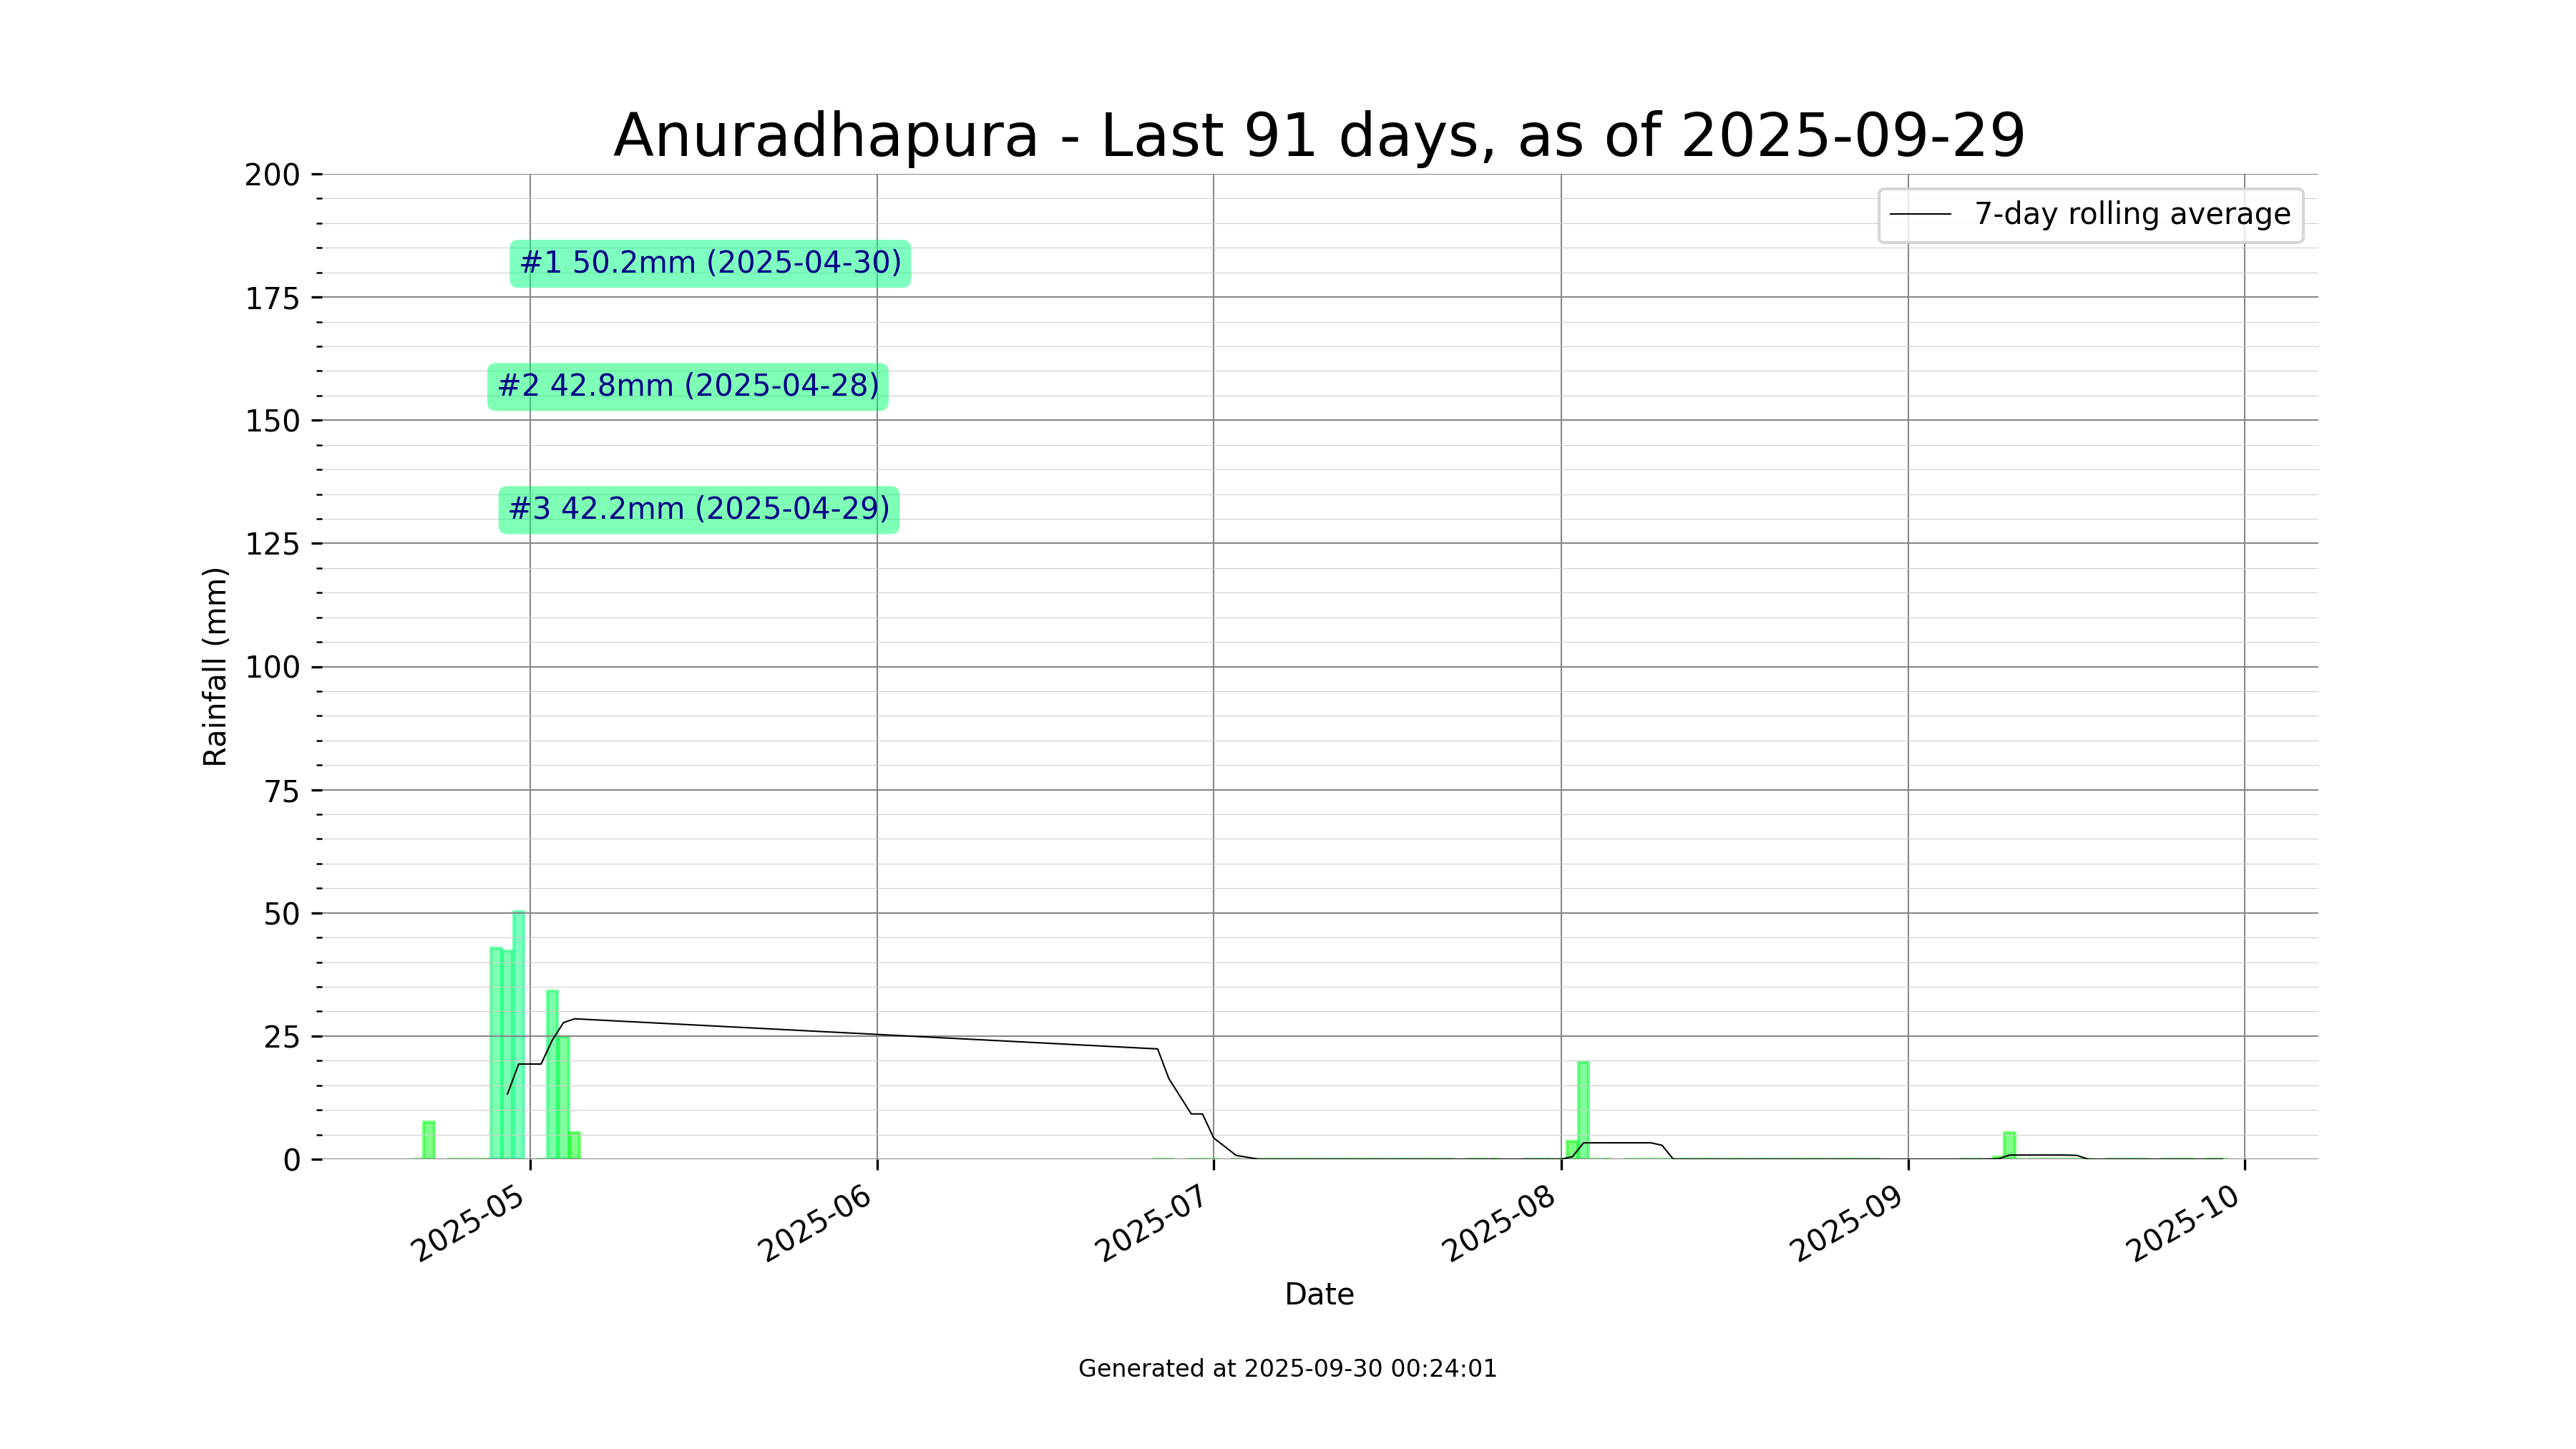 Anuradhapura - Last 91 days, as of 2025-09-29
200
175
150
125
100
75
50
25
0
Rainfall (mm)
7-day rolling average
#1 50.2mm (2025-04-30)
#2 42.8mm (2025-04-28)
#3 42.2mm (2025-04-29)
2025-05
2025-06
2025-07
2025-08
2025-09
2025-10
Date
Generated at 2025-09-30 00:24:01